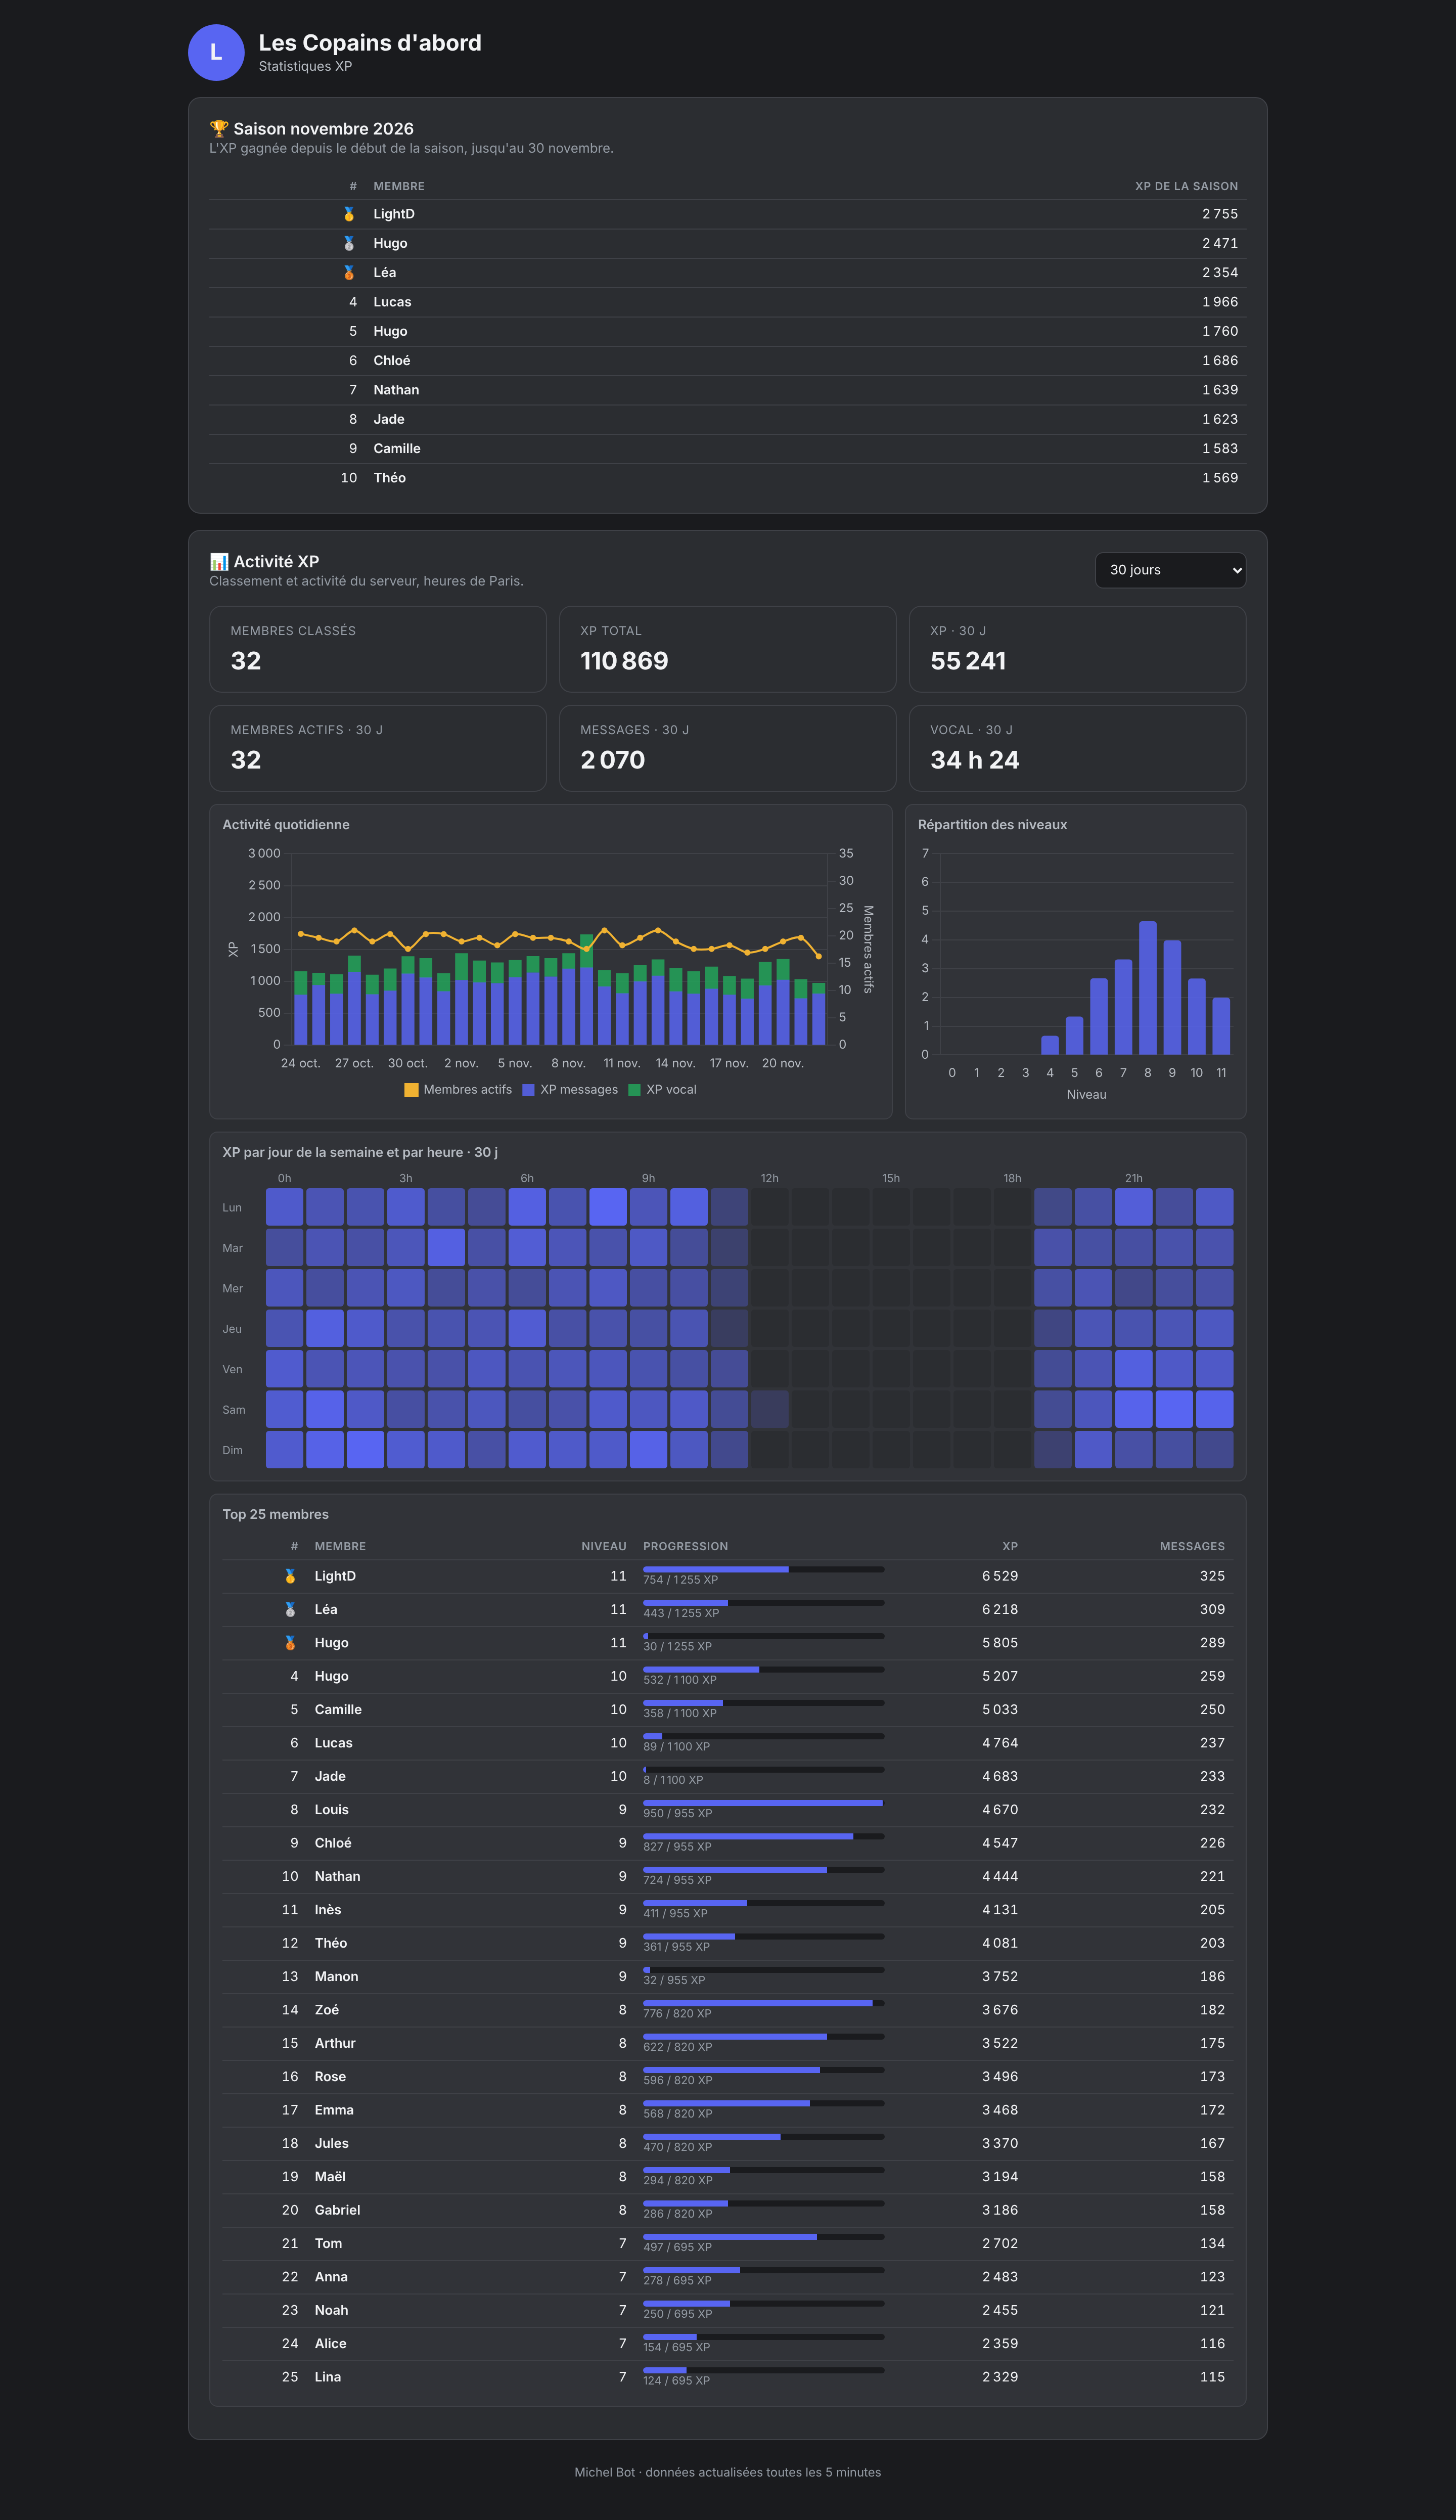 L
Les Copains d'abord
Statistiques XP
🏆 Saison novembre 2026
L'XP gagnée depuis le début de la saison, jusqu'au 30 novembre.
# MEMBRE XP DE LA SAISON
🥇 LightD 2 755
🥈 Hugo 2 471
🥉 Léa 2 354
4 Lucas 1 966
5 Hugo 1 760
6 Chloé 1 686
7 Nathan 1 639
8 Jade 1 623
9 Camille 1 583
10 Théo 1 569
📊 Activité XP
Classement et activité du serveur, heures de Paris.
30 jours
MEMBRES CLASSÉS
32
XP TOTAL
110 869
XP · 30 J
55 241
MEMBRES ACTIFS · 30 J
32
MESSAGES · 30 J
2 070
VOCAL · 30 J
34 h 24
Activité quotidienne
3 000
2 500
2 000
1 500
1 000
500
0
XP
35
30
25
20
15
10
5
0
Membres actifs
24 oct. 27 oct. 30 oct. 2 nov. 5 nov. 8 nov. 11 nov. 14 nov. 17 nov. 20 nov.
Membres actifs XP messages XP vocal
Répartition des niveaux
7
6
5
4
3
2
1
0
0 1 2 3 4 5 6 7 8 9 10 11
Niveau
XP par jour de la semaine et par heure · 30 j
0h 3h 6h 9h 12h 15h 18h 21h
Lun
Mar
Mer
Jeu
Ven
Sam
Dim
Top 25 membres
# MEMBRE NIVEAU PROGRESSION XP MESSAGES
🥇 LightD 11 754 / 1 255 XP 6 529 325
🥈 Léa 11 443 / 1 255 XP 6 218 309
🥉 Hugo 11 30 / 1 255 XP 5 805 289
4 Hugo 10 532 / 1 100 XP 5 207 259
5 Camille 10 358 / 1 100 XP 5 033 250
6 Lucas 10 89 / 1 100 XP 4 764 237
7 Jade 10 8 / 1 100 XP 4 683 233
8 Louis 9 950 / 955 XP 4 670 232
9 Chloé 9 827 / 955 XP 4 547 226
10 Nathan 9 724 / 955 XP 4 444 221
11 Inès 9 411 / 955 XP 4 131 205
12 Théo 9 361 / 955 XP 4 081 203
13 Manon 9 32 / 955 XP 3 752 186
14 Zoé 8 776 / 820 XP 3 676 182
15 Arthur 8 622 / 820 XP 3 522 175
16 Rose 8 596 / 820 XP 3 496 173
17 Emma 8 568 / 820 XP 3 468 172
18 Jules 8 470 / 820 XP 3 370 167
19 Maël 8 294 / 820 XP 3 194 158
20 Gabriel 8 286 / 820 XP 3 186 158
21 Tom 7 497 / 695 XP 2 702 134
22 Anna 7 278 / 695 XP 2 483 123
23 Noah 7 250 / 695 XP 2 455 121
24 Alice 7 154 / 695 XP 2 359 116
25 Lina 7 124 / 695 XP 2 329 115
Michel Bot · données actualisées toutes les 5 minutes